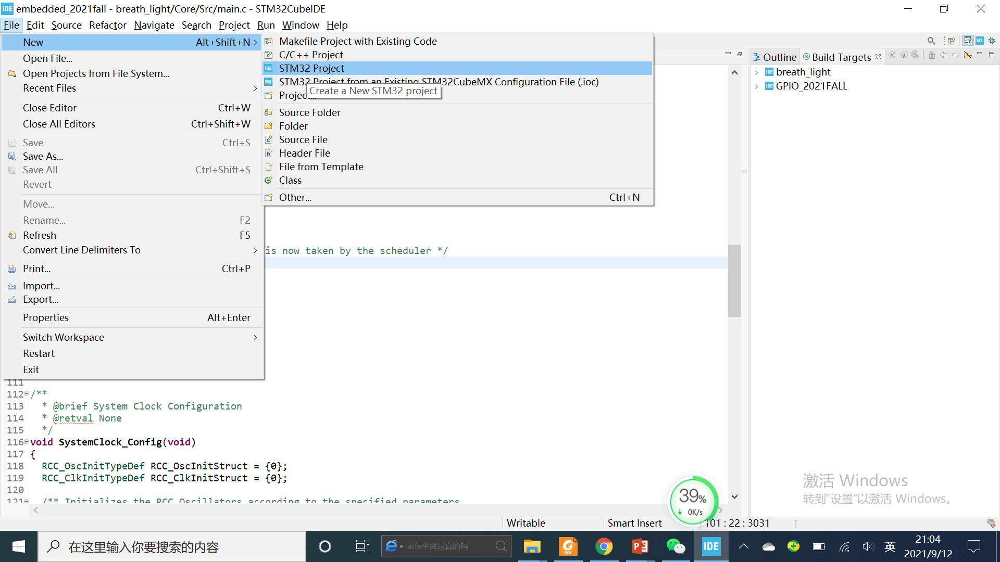 IDE embedded_2021fall - breath_light/Core/Src/main.c - STM32CubeIDE
File Edit Source Refactor Navigate Search Project Run Window Help
New Alt+Shift+N
Open File...
Open Projects from File System...
Recent Files
Close Editor Ctrl+W
Close All Editors Ctrl+Shift+W
Save Ctrl+S
Save As...
Save All Ctrl+Shift+S
Revert
Move...
Rename... F2
Refresh F5
Convert Line Delimiters To
Print... Ctrl+P
Import...
Export...
Properties Alt+Enter
Switch Workspace
Restart
Exit
Makefile Project with Existing Code
C/C++ Project
IDE STM32 Project
MX STM32 Project from an Existing STM32CubeMX Configuration File (.ioc)
Create a New STM32 project
Project...
Source Folder
Folder
Source File
Header File
File from Template
Class
Other... Ctrl+N
MX
Outline Build Targets
IDE breath_light
IDE GPIO_2021FALL
is now taken by the scheduler */
111
112 /**
113 * @brief System Clock Configuration
114 * @retval None
115 */
116 void SystemClock_Config(void)
117 {
118 RCC_OscInitTypeDef RCC_OscInitStruct = {0};
119 RCC_ClkInitTypeDef RCC_ClkInitStruct = {0};
120
121 /** Initializes the RCC Oscillators according to the specified parameters
39%
0K/s
激活 Windows
转到“设置”以激活 Windows。
Writable Smart Insert 101 : 22 : 3031
在这里输入你要搜索的内容
atfx平台是真的吗
PDF
IDE
英
21:04
2021/9/12